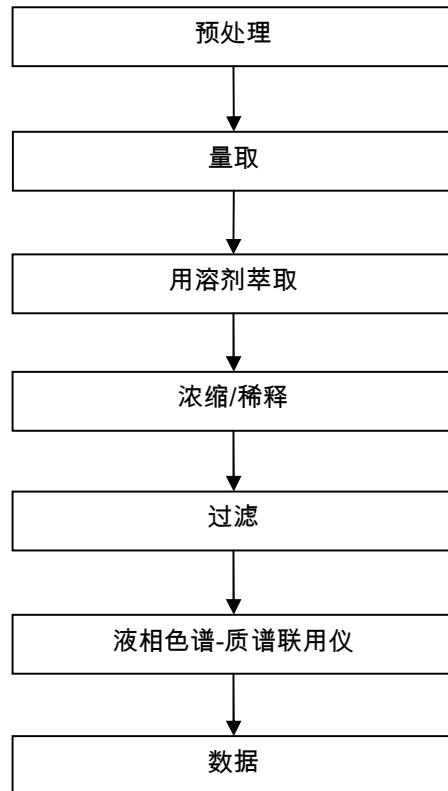 预处理
量取
用溶剂萃取
浓缩/稀释
过滤
液相色谱-质谱联用仪
数据